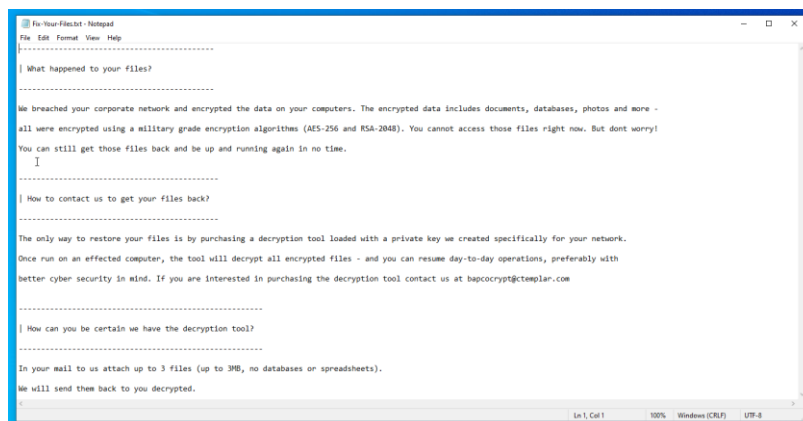 Fix-Your-Files.txt - Notepad
File Edit Format View Help
--------------------------------------------
| What happened to your files?
--------------------------------------------
We breached your corporate network and encrypted the data on your computers. The encrypted data includes documents, databases, photos and more -
all were encrypted using a military grade encryption algorithms (AES-256 and RSA-2048). You cannot access those files right now. But dont worry!
You can still get those files back and be up and running again in no time.
---------------------------------------------
| How to contact us to get your files back?
---------------------------------------------
The only way to restore your files is by purchasing a decryption tool loaded with a private key we created specifically for your network.
Once run on an effected computer, the tool will decrypt all encrypted files - and you can resume day-to-day operations, preferably with
better cyber security in mind. If you are interested in purchasing the decryption tool contact us at bapcocrypt@ctemplar.com
-------------------------------------------------------
| How can you be certain we have the decryption tool?
-------------------------------------------------------
In your mail to us attach up to 3 files (up to 3MB, no databases or spreadsheets).
We will send them back to you decrypted.
Ln 1, Col 1 100% Windows (CRLF) UTF-8